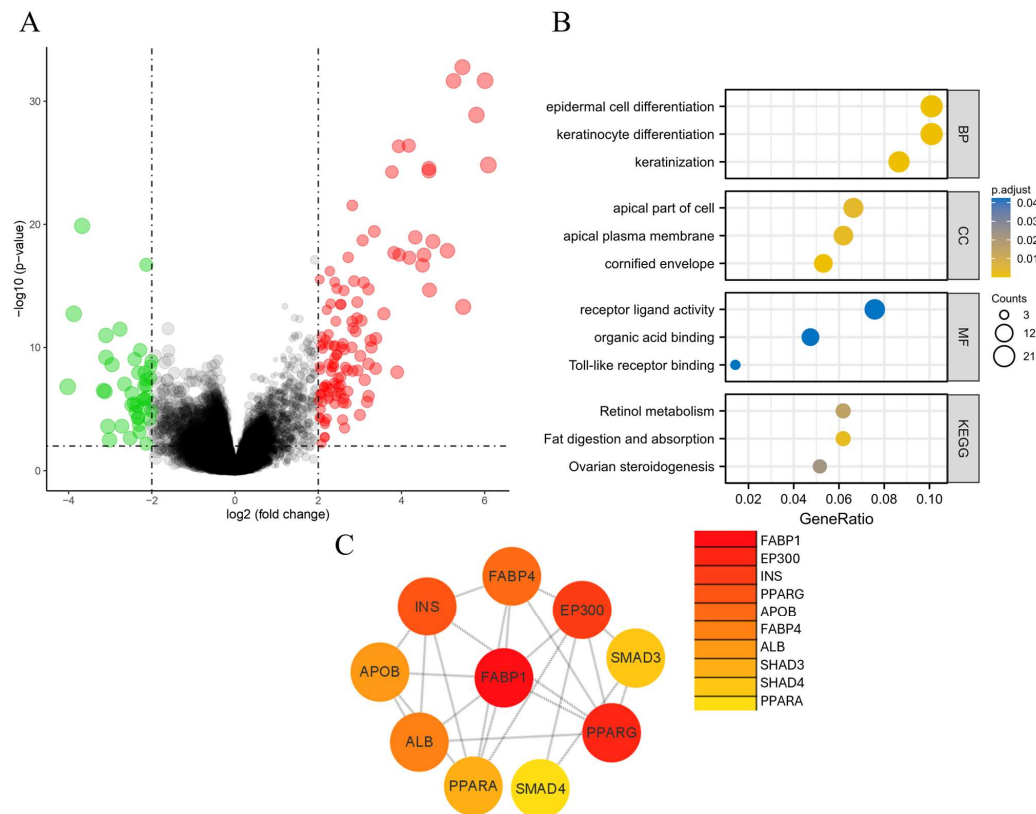 A
−log10 (p-value)
30
20
10
0
−4
−2
0
2
4
6
log2 (fold change)
B
epidermal cell differentiation
keratinocyte differentiation
keratinization
BP
apical part of cell
apical plasma membrane
cornified envelope
CC
receptor ligand activity
organic acid binding
Toll-like receptor binding
MF
Retinol metabolism
Fat digestion and absorption
Ovarian steroidogenesis
KEGG
0.02
0.04
0.06
0.08
0.10
GeneRatio
p.adjust
0.04
0.03
0.02
0.01
Counts
3
12
21
C
FABP4
INS
EP300
SMAD3
APOB
FABP1
PPARG
ALB
PPARA
SMAD4
FABP1
EP300
INS
PPARG
APOB
FABP4
ALB
SHAD3
SHAD4
PPARA